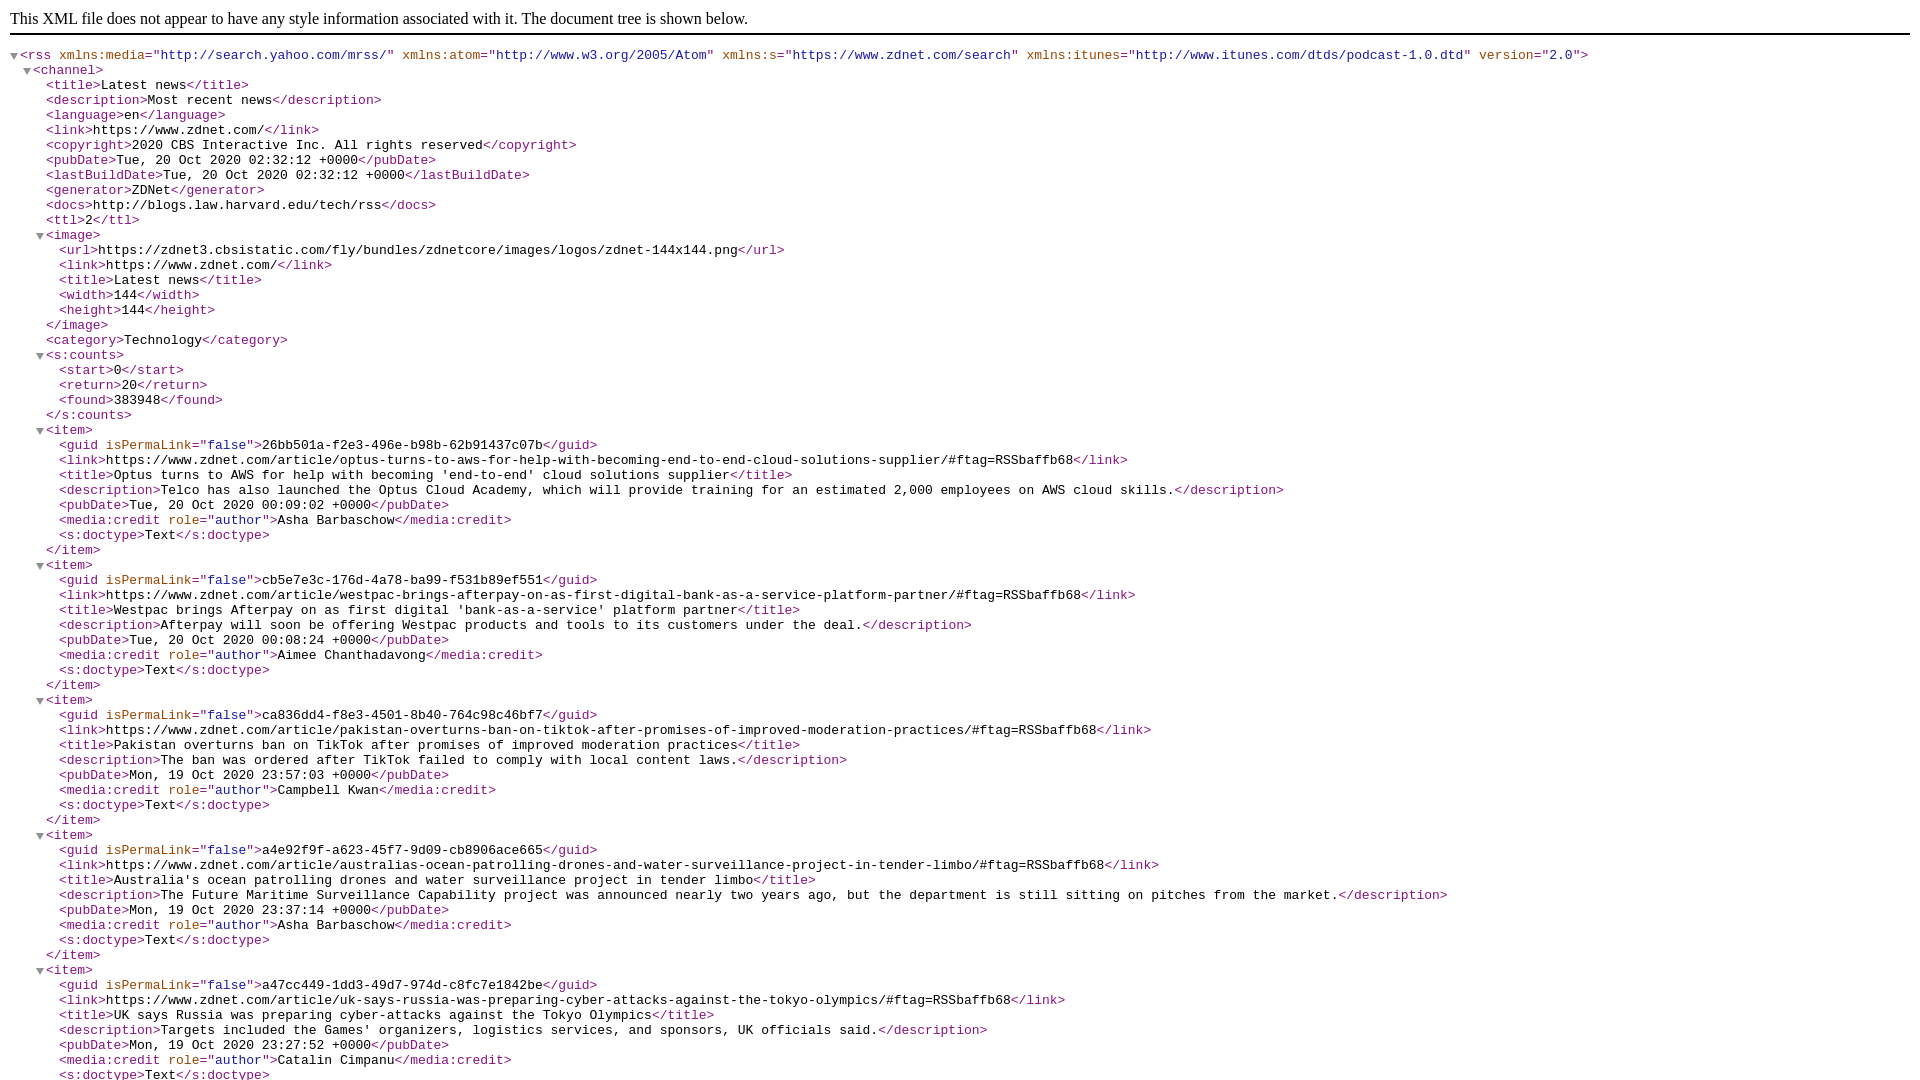 This XML file does not appear to have any style information associated with it. The document tree is shown below.
<rss xmlns:media="http://search.yahoo.com/mrss/" xmlns:atom="http://www.w3.org/2005/Atom" xmlns:s="https://www.zdnet.com/search" xmlns:itunes="http://www.itunes.com/dtds/podcast-1.0.dtd" version="2.0">
<channel>
<title>Latest news</title>
<description>Most recent news</description>
<language>en</language>
<link>https://www.zdnet.com/</link>
<copyright>2020 CBS Interactive Inc. All rights reserved</copyright>
<pubDate>Tue, 20 Oct 2020 02:32:12 +0000</pubDate>
<lastBuildDate>Tue, 20 Oct 2020 02:32:12 +0000</lastBuildDate>
<generator>ZDNet</generator>
<docs>http://blogs.law.harvard.edu/tech/rss</docs>
<ttl>2</ttl>
<image>
<url>https://zdnet3.cbsistatic.com/fly/bundles/zdnetcore/images/logos/zdnet-144x144.png</url>
<link>https://www.zdnet.com/</link>
<title>Latest news</title>
<width>144</width>
<height>144</height>
</image>
<category>Technology</category>
<s:counts>
<start>0</start>
<return>20</return>
<found>383948</found>
</s:counts>
<item>
<guid isPermaLink="false">26bb501a-f2e3-496e-b98b-62b91437c07b</guid>
<link>https://www.zdnet.com/article/optus-turns-to-aws-for-help-with-becoming-end-to-end-cloud-solutions-supplier/#ftag=RSSbaffb68</link>
<title>Optus turns to AWS for help with becoming 'end-to-end' cloud solutions supplier</title>
<description>Telco has also launched the Optus Cloud Academy, which will provide training for an estimated 2,000 employees on AWS cloud skills.</description>
<pubDate>Tue, 20 Oct 2020 00:09:02 +0000</pubDate>
<media:credit role="author">Asha Barbaschow</media:credit>
<s:doctype>Text</s:doctype>
</item>
<item>
<guid isPermaLink="false">cb5e7e3c-176d-4a78-ba99-f531b89ef551</guid>
<link>https://www.zdnet.com/article/westpac-brings-afterpay-on-as-first-digital-bank-as-a-service-platform-partner/#ftag=RSSbaffb68</link>
<title>Westpac brings Afterpay on as first digital 'bank-as-a-service' platform partner</title>
<description>Afterpay will soon be offering Westpac products and tools to its customers under the deal.</description>
<pubDate>Tue, 20 Oct 2020 00:08:24 +0000</pubDate>
<media:credit role="author">Aimee Chanthadavong</media:credit>
<s:doctype>Text</s:doctype>
</item>
<item>
<guid isPermaLink="false">ca836dd4-f8e3-4501-8b40-764c98c46bf7</guid>
<link>https://www.zdnet.com/article/pakistan-overturns-ban-on-tiktok-after-promises-of-improved-moderation-practices/#ftag=RSSbaffb68</link>
<title>Pakistan overturns ban on TikTok after promises of improved moderation practices</title>
<description>The ban was ordered after TikTok failed to comply with local content laws.</description>
<pubDate>Mon, 19 Oct 2020 23:57:03 +0000</pubDate>
<media:credit role="author">Campbell Kwan</media:credit>
<s:doctype>Text</s:doctype>
</item>
<item>
<guid isPermaLink="false">a4e92f9f-a623-45f7-9d09-cb8906ace665</guid>
<link>https://www.zdnet.com/article/australias-ocean-patrolling-drones-and-water-surveillance-project-in-tender-limbo/#ftag=RSSbaffb68</link>
<title>Australia's ocean patrolling drones and water surveillance project in tender limbo</title>
<description>The Future Maritime Surveillance Capability project was announced nearly two years ago, but the department is still sitting on pitches from the market.</description>
<pubDate>Mon, 19 Oct 2020 23:37:14 +0000</pubDate>
<media:credit role="author">Asha Barbaschow</media:credit>
<s:doctype>Text</s:doctype>
</item>
<item>
<guid isPermaLink="false">a47cc449-1dd3-49d7-974d-c8fc7e1842be</guid>
<link>https://www.zdnet.com/article/uk-says-russia-was-preparing-cyber-attacks-against-the-tokyo-olympics/#ftag=RSSbaffb68</link>
<title>UK says Russia was preparing cyber-attacks against the Tokyo Olympics</title>
<description>Targets included the Games' organizers, logistics services, and sponsors, UK officials said.</description>
<pubDate>Mon, 19 Oct 2020 23:27:52 +0000</pubDate>
<media:credit role="author">Catalin Cimpanu</media:credit>
<s:doctype>Text</s:doctype>